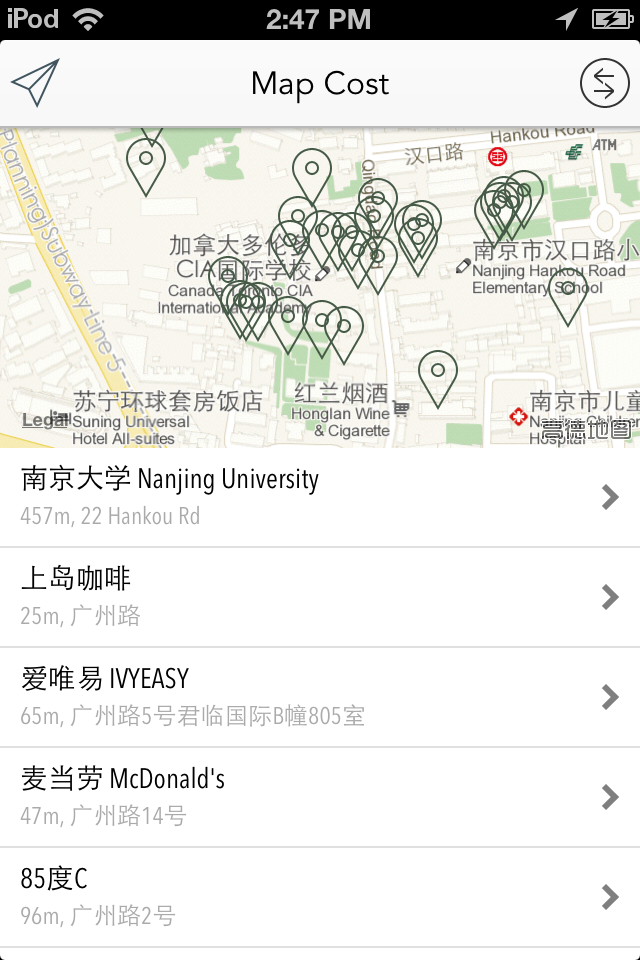 iPod
2:47 PM
Map Cost
Planning)Subway-Line 5
汉口路
Hankou Road
ATM
加拿大多伦多
CIA国际学校
Canada Toronto CIA
International Academy
南京市汉口路小
Nanjing Hankou Road
Elementary School
苏宁环球套房饭店
Suning Universal
Hotel All-suites
Legal
红兰烟酒
Honglan Wine
& Cigarette
南京市儿童
Nanjing Children
Hospital
高德地图
南京大学 Nanjing University
457m, 22 Hankou Rd
上岛咖啡
25m, 广州路
爱唯易 IVYEASY
65m, 广州路5号君临国际B幢805室
麦当劳 McDonald's
47m, 广州路14号
85度C
96m, 广州路2号